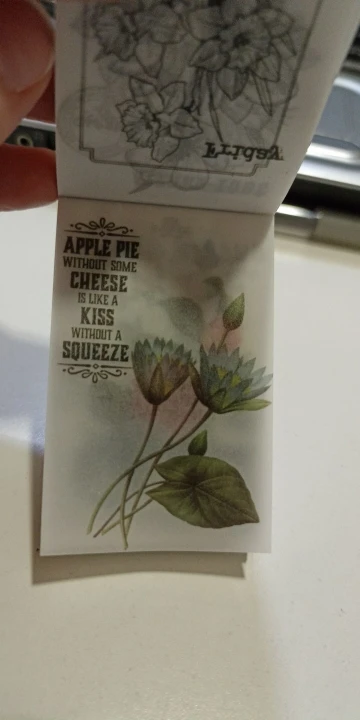 APPLE PIE
WITHOUT SOME
CHEESE
IS LIKE A
KISS
WITHOUT A
SQUEEZE